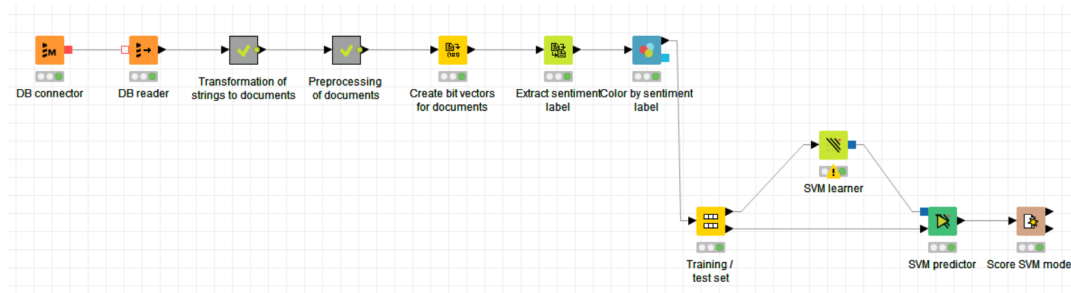 DB connector
DB reader
Transformation of
strings to documents
Preprocessing
of documents
Create bit vectors
for documents
Extract sentiment
label
Color by sentiment
label
SVM learner
Training /
test set
SVM predictor
Score SVM mode